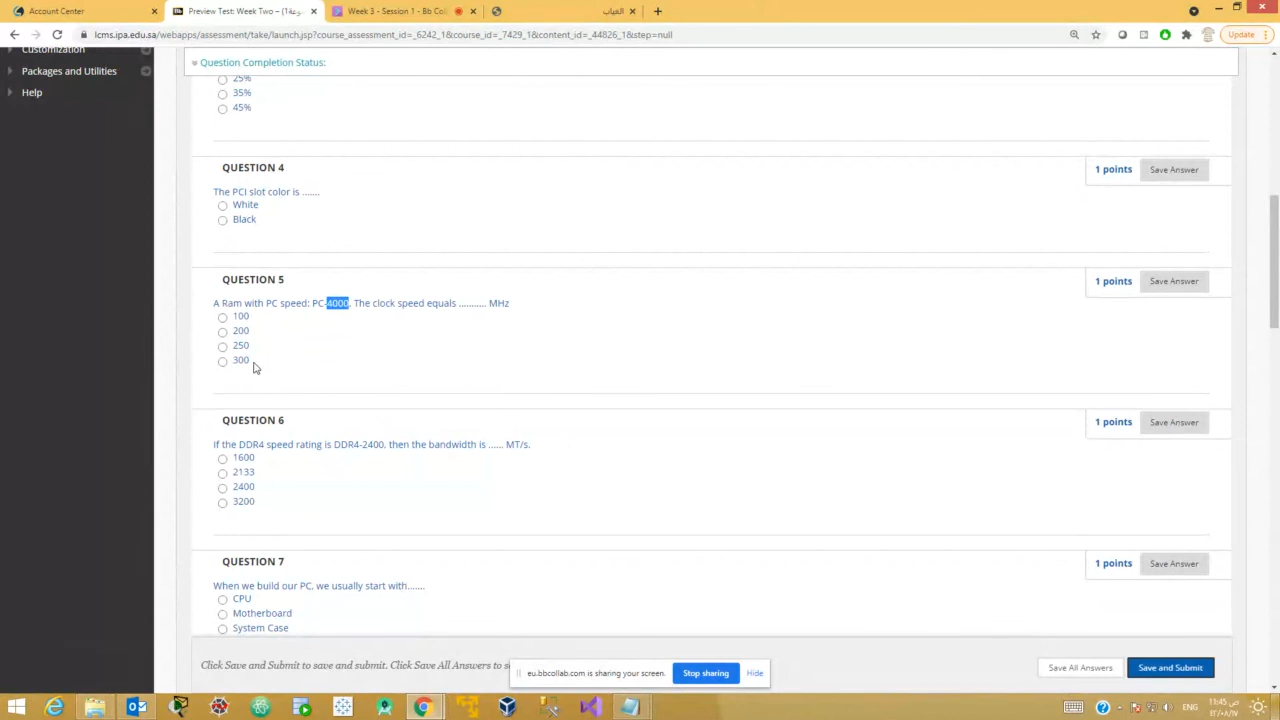 Account Center
Preview Test: Week Two –
Week 3 - Session 1 - Bb Col
الغياب
lcms.ipa.edu.sa/webapps/assessment/take/launch.jsp?course_assessment_id=_6242_1&course_id=_7429_1&content_id=_44826_1&step=null
Update
Customization
Packages and Utilities
Help
Question Completion Status:
25%
35%
45%
QUESTION 4
1 points
Save Answer
The PCI slot color is .......
White
Black
QUESTION 5
1 points
Save Answer
A Ram with PC speed: PC-4000. The clock speed equals ........... MHz
100
200
250
300
QUESTION 6
1 points
Save Answer
If the DDR4 speed rating is DDR4-2400, then the bandwidth is ...... MT/s.
1600
2133
2400
3200
QUESTION 7
1 points
Save Answer
When we build our PC, we usually start with.......
CPU
Motherboard
System Case
Click Save and Submit to save and submit. Click Save All Answers to s
eu.bbcollab.com is sharing your screen.
Stop sharing
Hide
Save All Answers
Save and Submit
ENG
11:45 ص